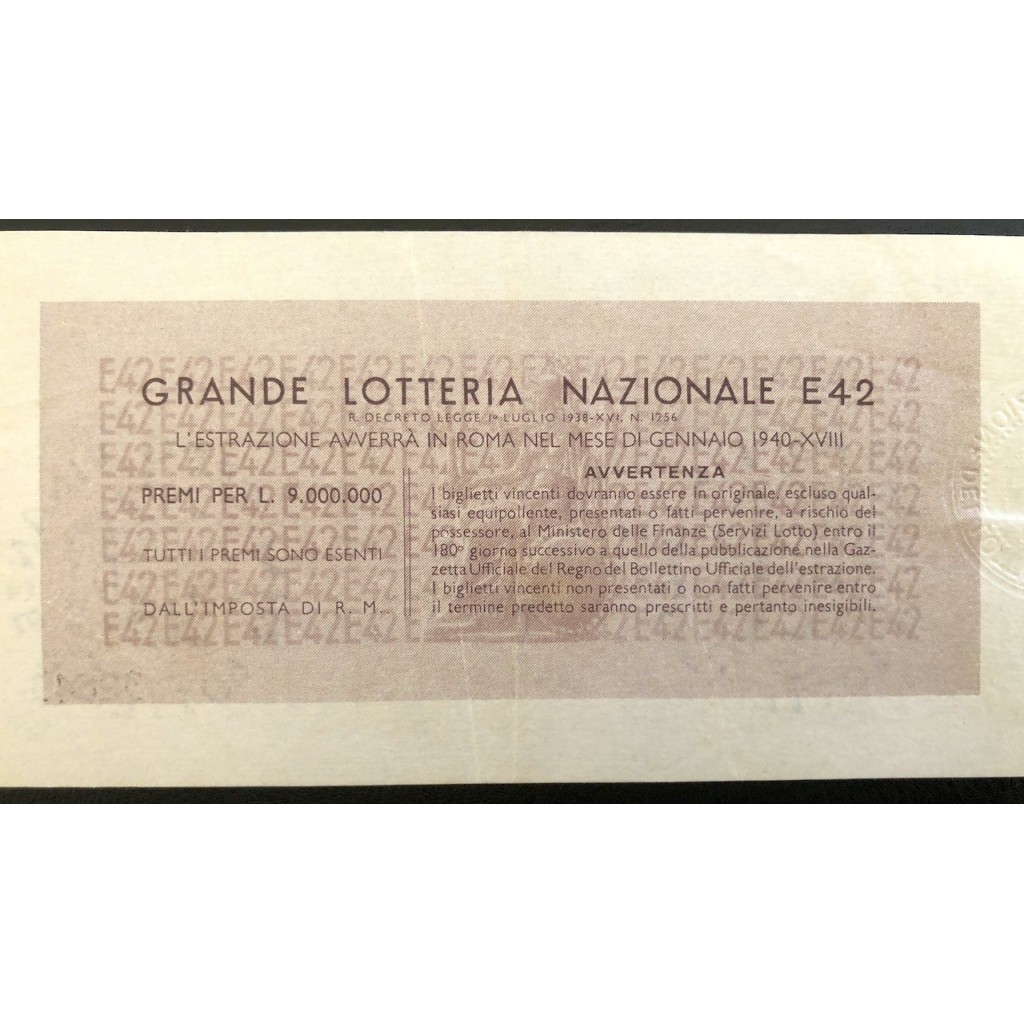 GRANDE LOTTERIA NAZIONALE E42
R. DECRETO LEGGE 1º LUGLIO 1938-XVI, N. 1256
L'ESTRAZIONE AVVERRÀ IN ROMA NEL MESE DI GENNAIO 1940-XVIII
PREMI PER L. 9.000.000
TUTTI I PREMI SONO ESENTI
DALL'IMPOSTA DI R. M.
AVVERTENZA
I biglietti vincenti dovranno essere in originale, escluso qual-
siasi equipollente, presentati o fatti pervenire, a rischio del
possessore, al Ministero delle Finanze (Servizi Lotto) entro il
180º giorno successivo a quello della pubblicazione nella Gaz-
zetta Ufficiale del Regno del Bollettino Ufficiale dell'estrazione.
I biglietti vincenti non presentati o non fatti pervenire entro
il termine predetto saranno prescritti e pertanto inesigibili.